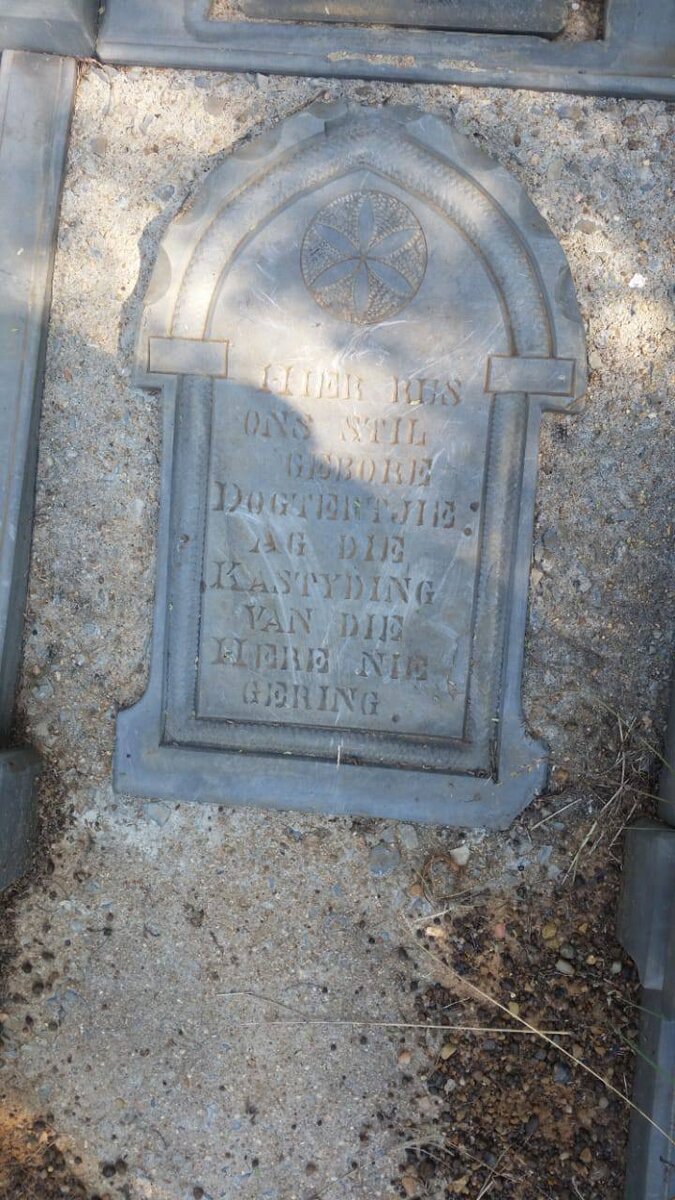 HIER RUS
ONS STIL
GEBORE
DOGTERTJIE:
AG DIE
KASTYDING
VAN DIE
HERE NIE
GERING.